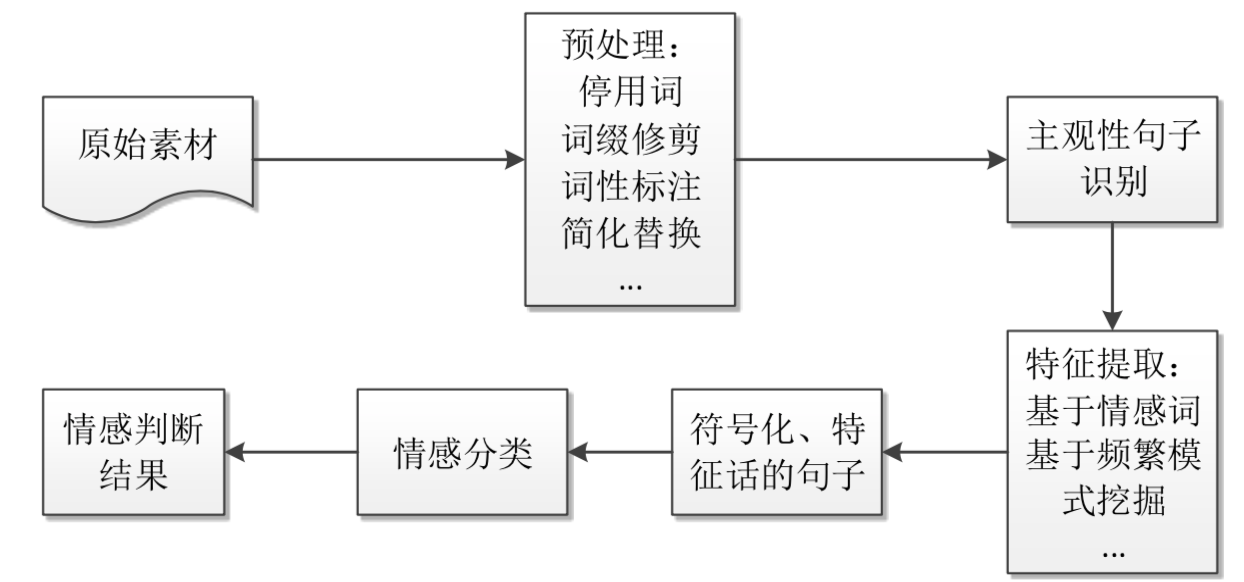 原始素材
预处理：
停用词
词缀修剪
词性标注
简化替换
...
主观性句子
识别
特征提取：
基于情感词
基于频繁模
式挖掘
...
符号化、特
征话的句子
情感分类
情感判断
结果